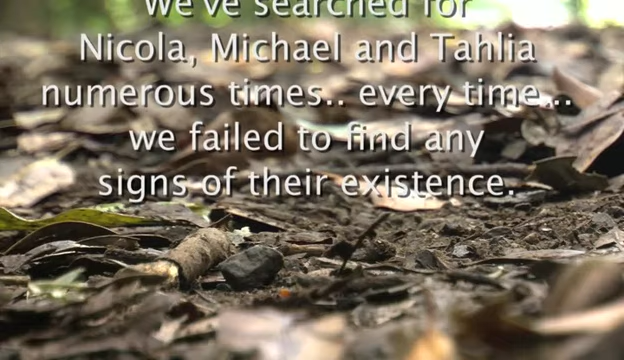 We've searched for
Nicola, Michael and Tahlia
numerous times.. every time...
we failed to find any
signs of their existence.